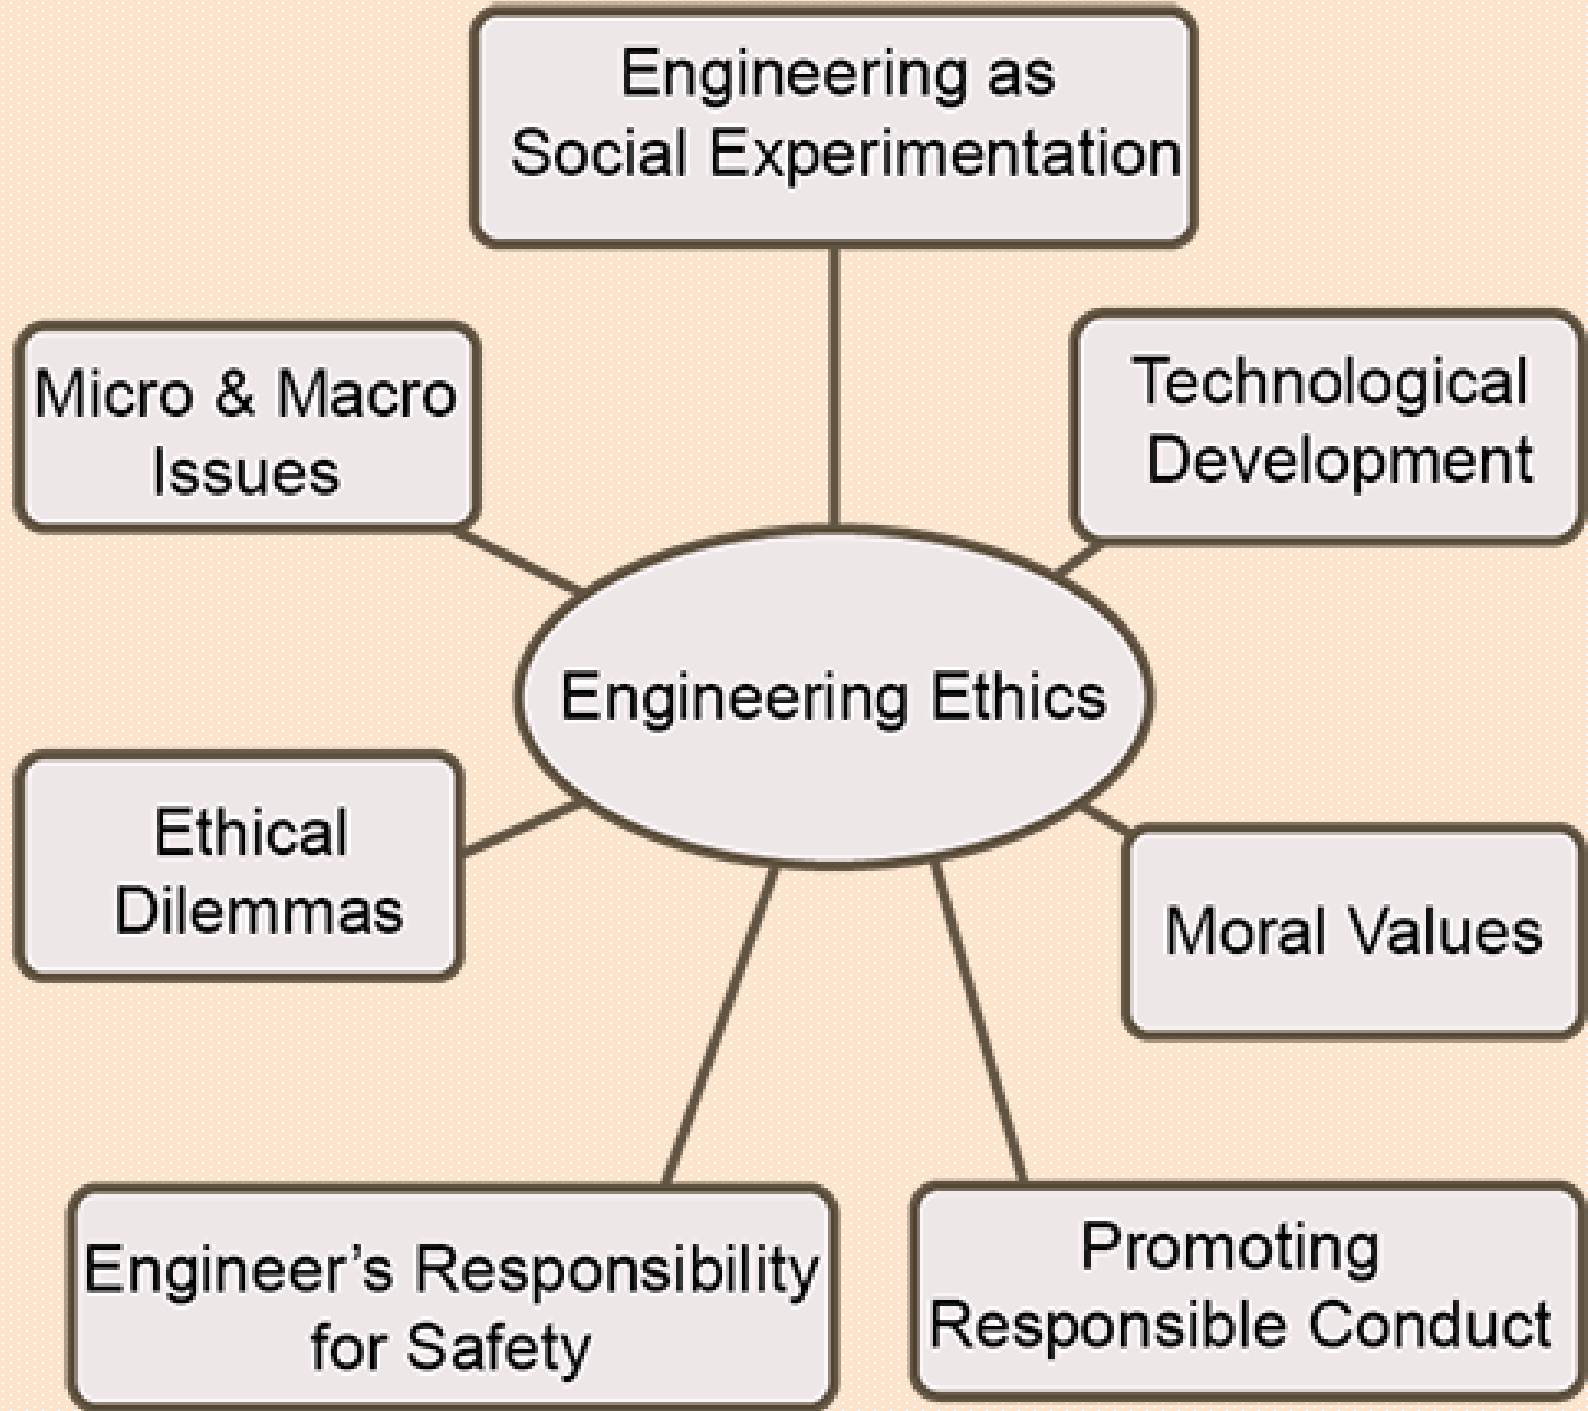 Engineering as
Social Experimentation
Micro & Macro
Issues
Technological
Development
Engineering Ethics
Ethical
Dilemmas
Moral Values
Engineer’s Responsibility
for Safety
Promoting
Responsible Conduct